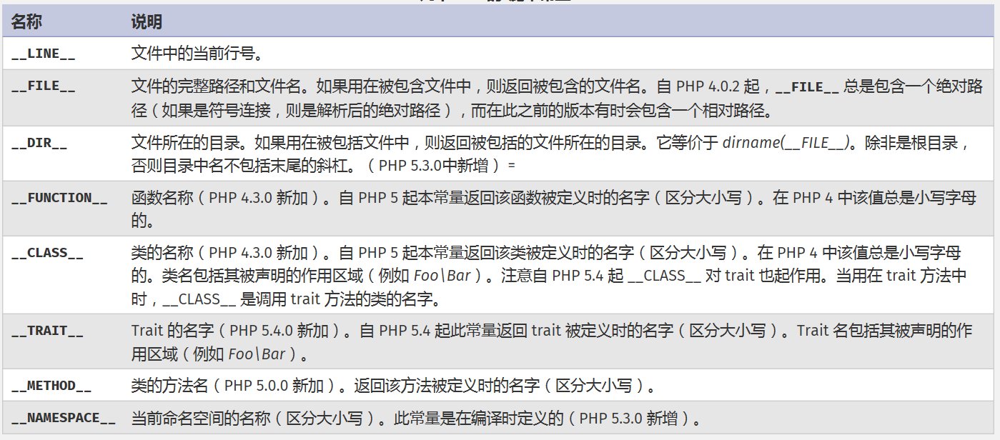 名称 说明
__LINE__ 文件中的当前行号。
__FILE__ 文件的完整路径和文件名。如果用在被包含文件中，则返回被包含的文件名。自 PHP 4.0.2 起，__FILE__ 总是包含一个绝对路
径（如果是符号连接，则是解析后的绝对路径），而在此之前的版本有时会包含一个相对路径。
__DIR__ 文件所在的目录。如果用在被包括文件中，则返回被包括的文件所在的目录。它等价于 dirname(__FILE__)。除非是根目录，
否则目录中名不包括末尾的斜杠。（PHP 5.3.0中新增） =
__FUNCTION__ 函数名称（PHP 4.3.0 新加）。自 PHP 5 起本常量返回该函数被定义时的名字（区分大小写）。在 PHP 4 中该值总是小写字母
的。
__CLASS__ 类的名称（PHP 4.3.0 新加）。自 PHP 5 起本常量返回该类被定义时的名字（区分大小写）。在 PHP 4 中该值总是小写字母
的。类名包括其被声明的作用区域（例如 Foo\Bar）。注意自 PHP 5.4 起 __CLASS__ 对 trait 也起作用。当用在 trait 方法中
时，__CLASS__ 是调用 trait 方法的类的名字。
__TRAIT__ Trait 的名字（PHP 5.4.0 新加）。自 PHP 5.4 起此常量返回 trait 被定义时的名字（区分大小写）。Trait 名包括其被声明的作
用区域（例如 Foo\Bar）。
__METHOD__ 类的方法名（PHP 5.0.0 新加）。返回该方法被定义时的名字（区分大小写）。
__NAMESPACE__ 当前命名空间的名称（区分大小写）。此常量是在编译时定义的（PHP 5.3.0 新增）。